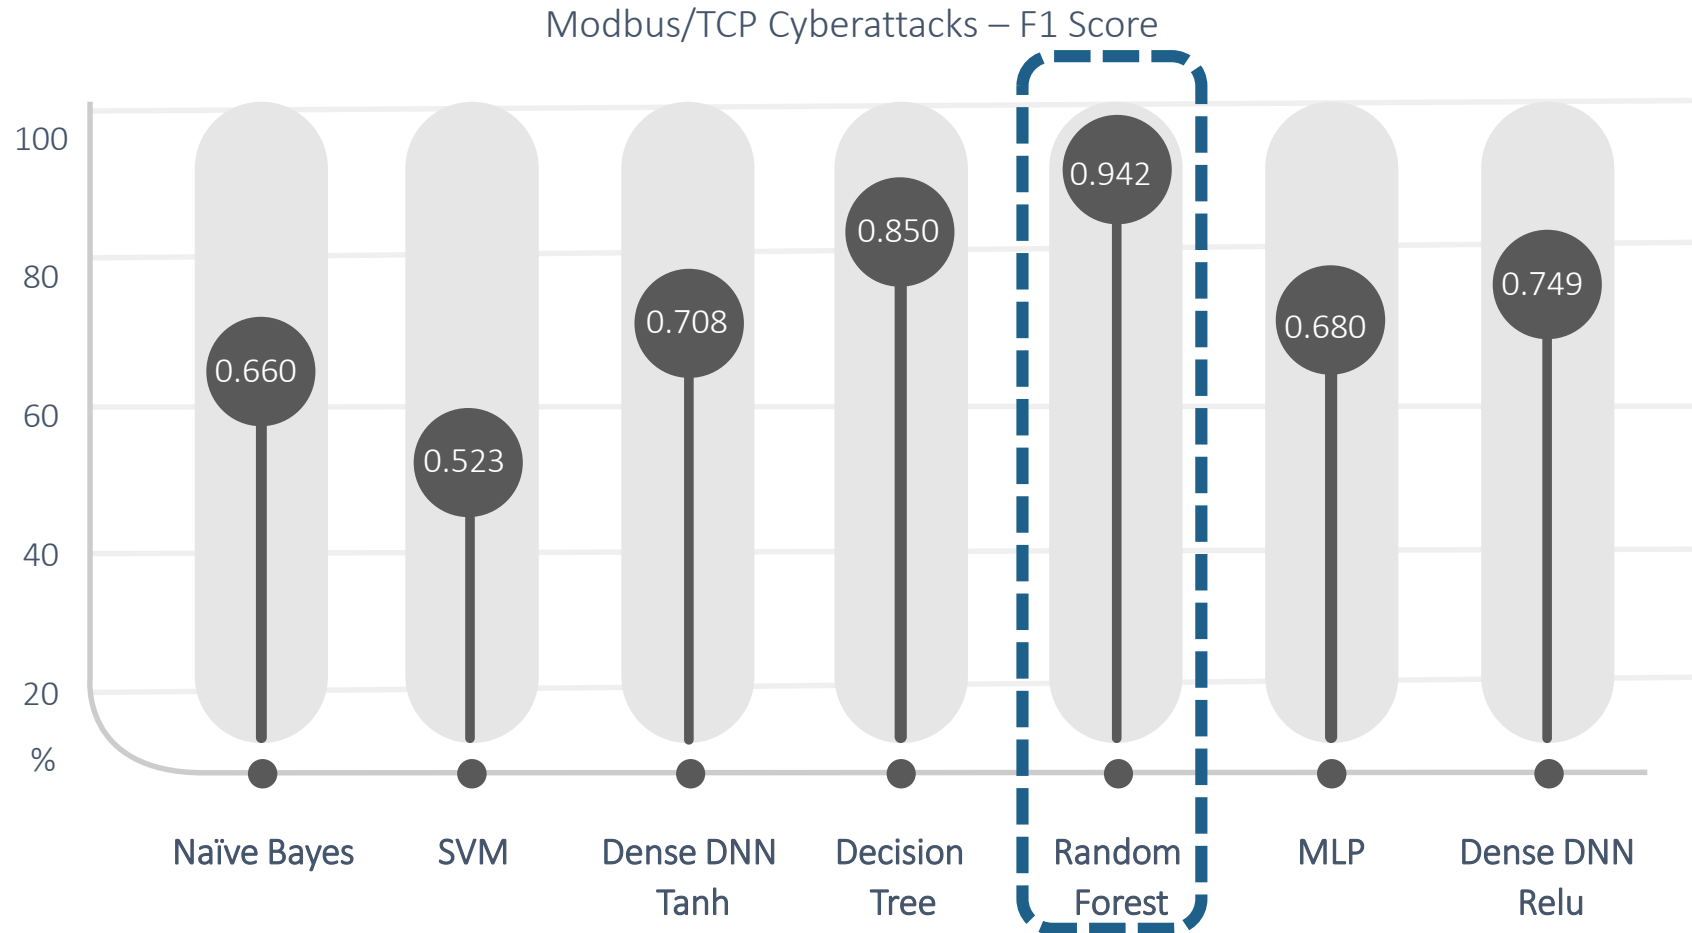 Modbus/TCP Cyberattacks – F1 Score
100
80
60
40
20
%
0.660
0.523
0.708
0.850
0.942
0.680
0.749
Naïve Bayes
SVM
Dense DNN
Tanh
Decision
Tree
Random
Forest
MLP
Dense DNN
Relu